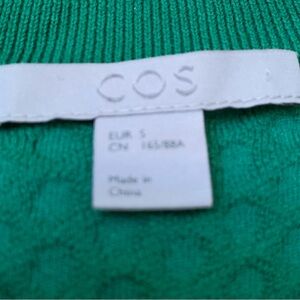 COS
EUR S
CN 165/88A
Made in
China